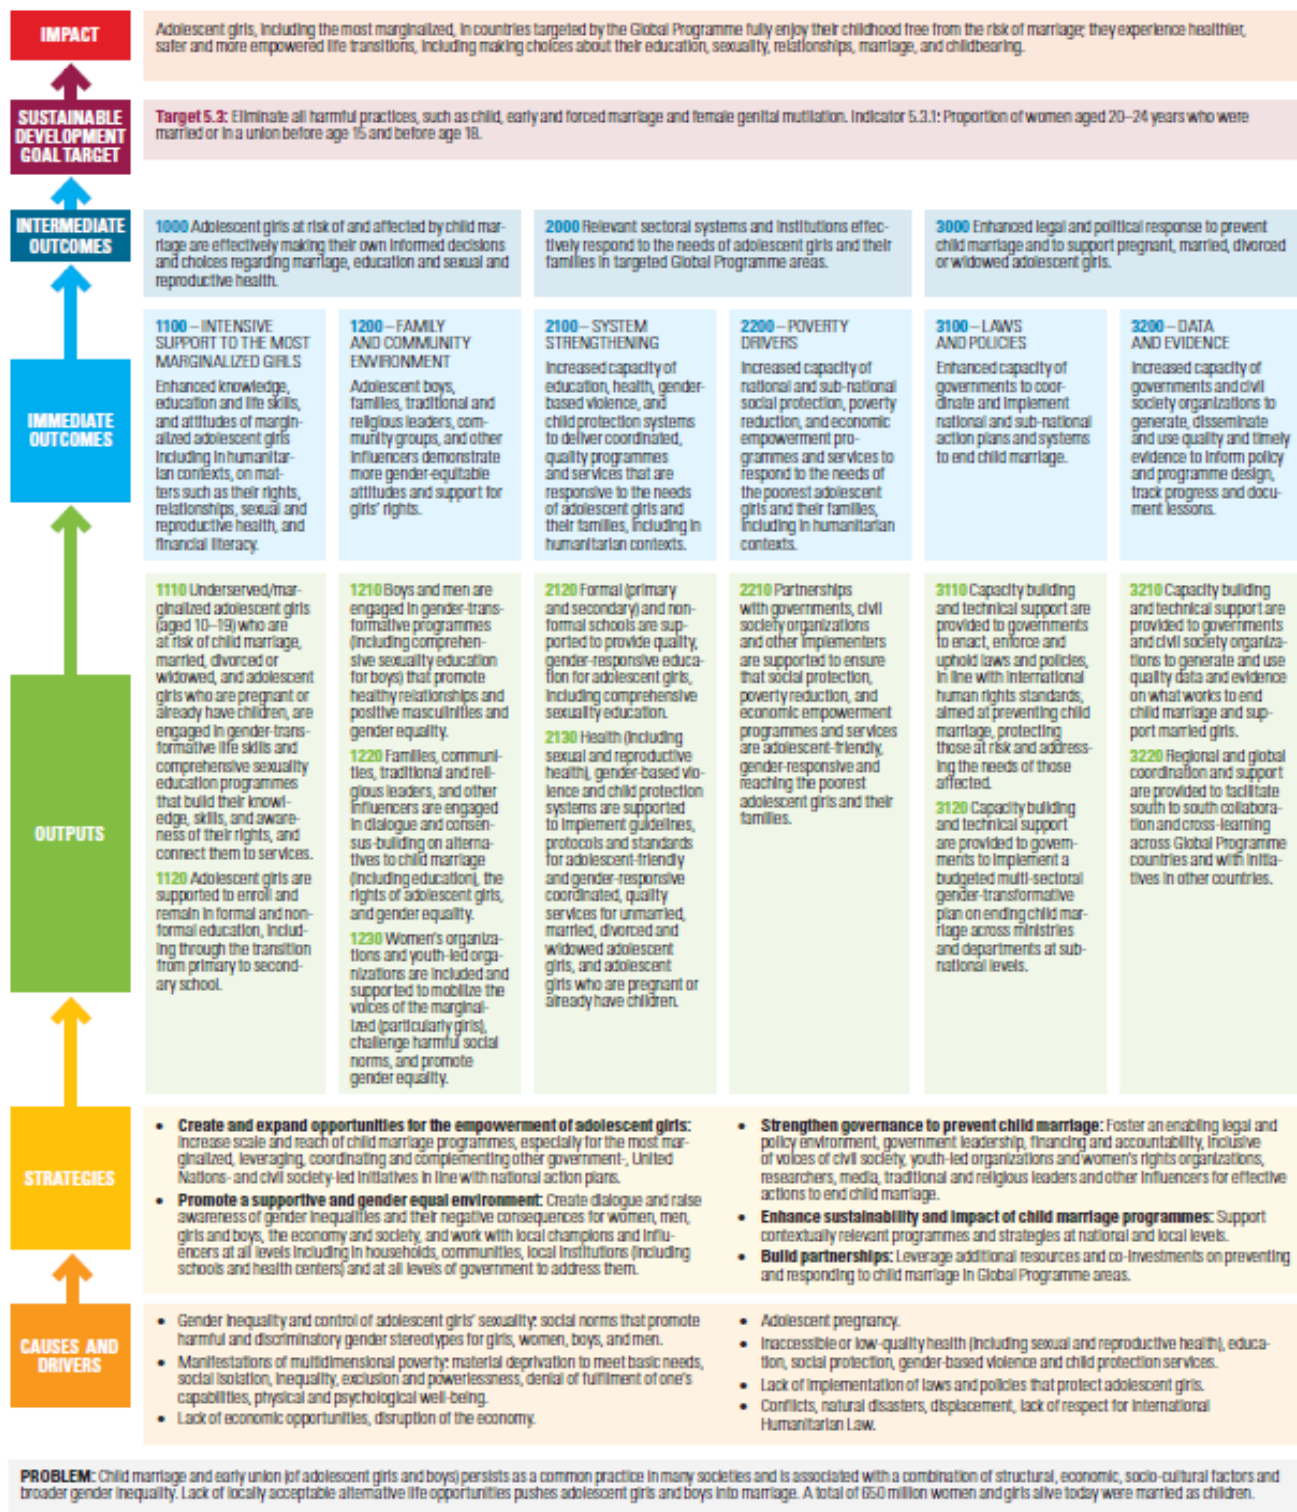 IMPACT
Adolescent girls, including the most marginalized, in countries targeted by the Global Programme fully enjoy their childhood free from the risk of marriage; they experience healthier,
safer and more empowered life transitions, including making choices about their education, sexuality, relationships, marriage, and childbearing.
SUSTAINABLE
DEVELOPMENT
GOAL TARGET
Target 5.3: Eliminate all harmful practices, such as child, early and forced marriage and female genital mutilation. Indicator 5.3.1: Proportion of women aged 20–24 years who were
married or in a union before age 15 and before age 18.
INTERMEDIATE
OUTCOMES
1000 Adolescent girls at risk of and affected by child mar-
riage are effectively making their own informed decisions
and choices regarding marriage, education and sexual and
reproductive health.
2000 Relevant sectoral systems and institutions effec-
tively respond to the needs of adolescent girls and their
families in targeted Global Programme areas.
3000 Enhanced legal and political response to prevent
child marriage and to support pregnant, married, divorced
or widowed adolescent girls.
IMMEDIATE
OUTCOMES
1100 – INTENSIVE
SUPPORT TO THE MOST
MARGINALIZED GIRLS
Enhanced knowledge,
education and life skills,
and attitudes of margin-
alized adolescent girls
including in humanitar-
ian contexts, on mat-
ters such as their rights,
relationships, sexual and
reproductive health, and
financial literacy.
1200 – FAMILY
AND COMMUNITY
ENVIRONMENT
Adolescent boys,
families, traditional and
religious leaders, com-
munity groups, and other
influencers demonstrate
more gender-equitable
attitudes and support for
girls' rights.
2100 – SYSTEM
STRENGTHENING
Increased capacity of
education, health, gender-
based violence, and
child protection systems
to deliver coordinated,
quality programmes
and services that are
responsive to the needs
of adolescent girls and
their families, including in
humanitarian contexts.
2200 – POVERTY
DRIVERS
Increased capacity of
national and sub-national
social protection, poverty
reduction, and economic
empowerment pro-
grammes and services to
respond to the needs of
the poorest adolescent
girls and their families,
including in humanitarian
contexts.
3100 – LAWS
AND POLICIES
Enhanced capacity of
governments to coor-
dinate and implement
national and sub-national
action plans and systems
to end child marriage.
3200 – DATA
AND EVIDENCE
Increased capacity of
governments and civil
society organizations to
generate, disseminate
and use quality and timely
evidence to inform policy
and programme design,
track progress and docu-
ment lessons.
OUTPUTS
1110 Underserved/mar-
ginalized adolescent girls
(aged 10–19) who are
at risk of child marriage,
married, divorced or
widowed, and adolescent
girls who are pregnant or
already have children, are
engaged in gender-trans-
formative life skills and
comprehensive sexuality
education programmes
that build their knowl-
edge, skills, and aware-
ness of their rights, and
connect them to services.
1120 Adolescent girls are
supported to enroll and
remain in formal and non-
formal education, includ-
ing through the transition
from primary to second-
ary school.
1210 Boys and men are
engaged in gender-trans-
formative programmes
(including comprehen-
sive sexuality education
for boys) that promote
healthy relationships and
positive masculinities and
gender equality.
1220 Families, communi-
ties, traditional and reli-
gious leaders, and other
influencers are engaged
in dialogue and consen-
sus-building on alterna-
tives to child marriage
(including education), the
rights of adolescent girls,
and gender equality.
1230 Women's organiza-
tions and youth-led orga-
nizations are included and
supported to mobilize the
voices of the marginal-
ized (particularly girls),
challenge harmful social
norms, and promote
gender equality.
2120 Formal (primary
and secondary) and non-
formal schools are sup-
ported to provide quality,
gender-responsive educa-
tion for adolescent girls,
including comprehensive
sexuality education.
2130 Health (including
sexual and reproductive
health), gender-based vio-
lence and child protection
systems are supported
to implement guidelines,
protocols and standards
for adolescent-friendly
and gender-responsive
coordinated, quality
services for unmarried,
married, divorced and
widowed adolescent
girls, and adolescent
girls who are pregnant or
already have children.
2210 Partnerships
with governments, civil
society organizations
and other implementers
are supported to ensure
that social protection,
poverty reduction, and
economic empowerment
programmes and services
are adolescent-friendly,
gender-responsive and
reaching the poorest
adolescent girls and their
families.
3110 Capacity building
and technical support are
provided to governments
to enact, enforce and
uphold laws and policies,
in line with international
human rights standards,
aimed at preventing child
marriage, protecting
those at risk and address-
ing the needs of those
affected.
3120 Capacity building
and technical support
are provided to govern-
ments to implement a
budgeted multi-sectoral
gender-transformative
plan on ending child mar-
riage across ministries
and departments at sub-
national levels.
3210 Capacity building
and technical support are
provided to governments
and civil society organiza-
tions to generate and use
quality data and evidence
on what works to end
child marriage and sup-
port married girls.
3220 Regional and global
coordination and support
are provided to facilitate
south to south collabora-
tion and cross-learning
across Global Programme
countries and with initia-
tives in other countries.
STRATEGIES
• Create and expand opportunities for the empowerment of adolescent girls:
Increase scale and reach of child marriage programmes, especially for the most mar-
ginalized, leveraging, coordinating and complementing other government-, United
Nations- and civil society-led initiatives in line with national action plans.
• Promote a supportive and gender equal environment: Create dialogue and raise
awareness of gender inequalities and their negative consequences for women, men,
girls and boys, the economy and society, and work with local champions and influ-
encers at all levels including in households, communities, local institutions (including
schools and health centers) and at all levels of government to address them.
• Strengthen governance to prevent child marriage: Foster an enabling legal and
policy environment, government leadership, financing and accountability, inclusive
of voices of civil society, youth-led organizations and women's rights organizations,
researchers, media, traditional and religious leaders and other influencers for effective
actions to end child marriage.
• Enhance sustainability and impact of child marriage programmes: Support
contextually relevant programmes and strategies at national and local levels.
• Build partnerships: Leverage additional resources and co-investments on preventing
and responding to child marriage in Global Programme areas.
CAUSES AND
DRIVERS
• Gender inequality and control of adolescent girls' sexuality: social norms that promote
harmful and discriminatory gender stereotypes for girls, women, boys, and men.
• Manifestations of multidimensional poverty: material deprivation to meet basic needs,
social isolation, inequality, exclusion and powerlessness, denial of fulfilment of one's
capabilities, physical and psychological well-being.
• Lack of economic opportunities, disruption of the economy.
• Adolescent pregnancy.
• Inaccessible or low-quality health (including sexual and reproductive health), educa-
tion, social protection, gender-based violence and child protection services.
• Lack of implementation of laws and policies that protect adolescent girls.
• Conflicts, natural disasters, displacement, lack of respect for International
Humanitarian Law.
PROBLEM: Child marriage and early union (of adolescent girls and boys) persists as a common practice in many societies and is associated with a combination of structural, economic, socio-cultural factors and
broader gender inequality. Lack of locally acceptable alternative life opportunities pushes adolescent girls and boys into marriage. A total of 650 million women and girls alive today were married as children.